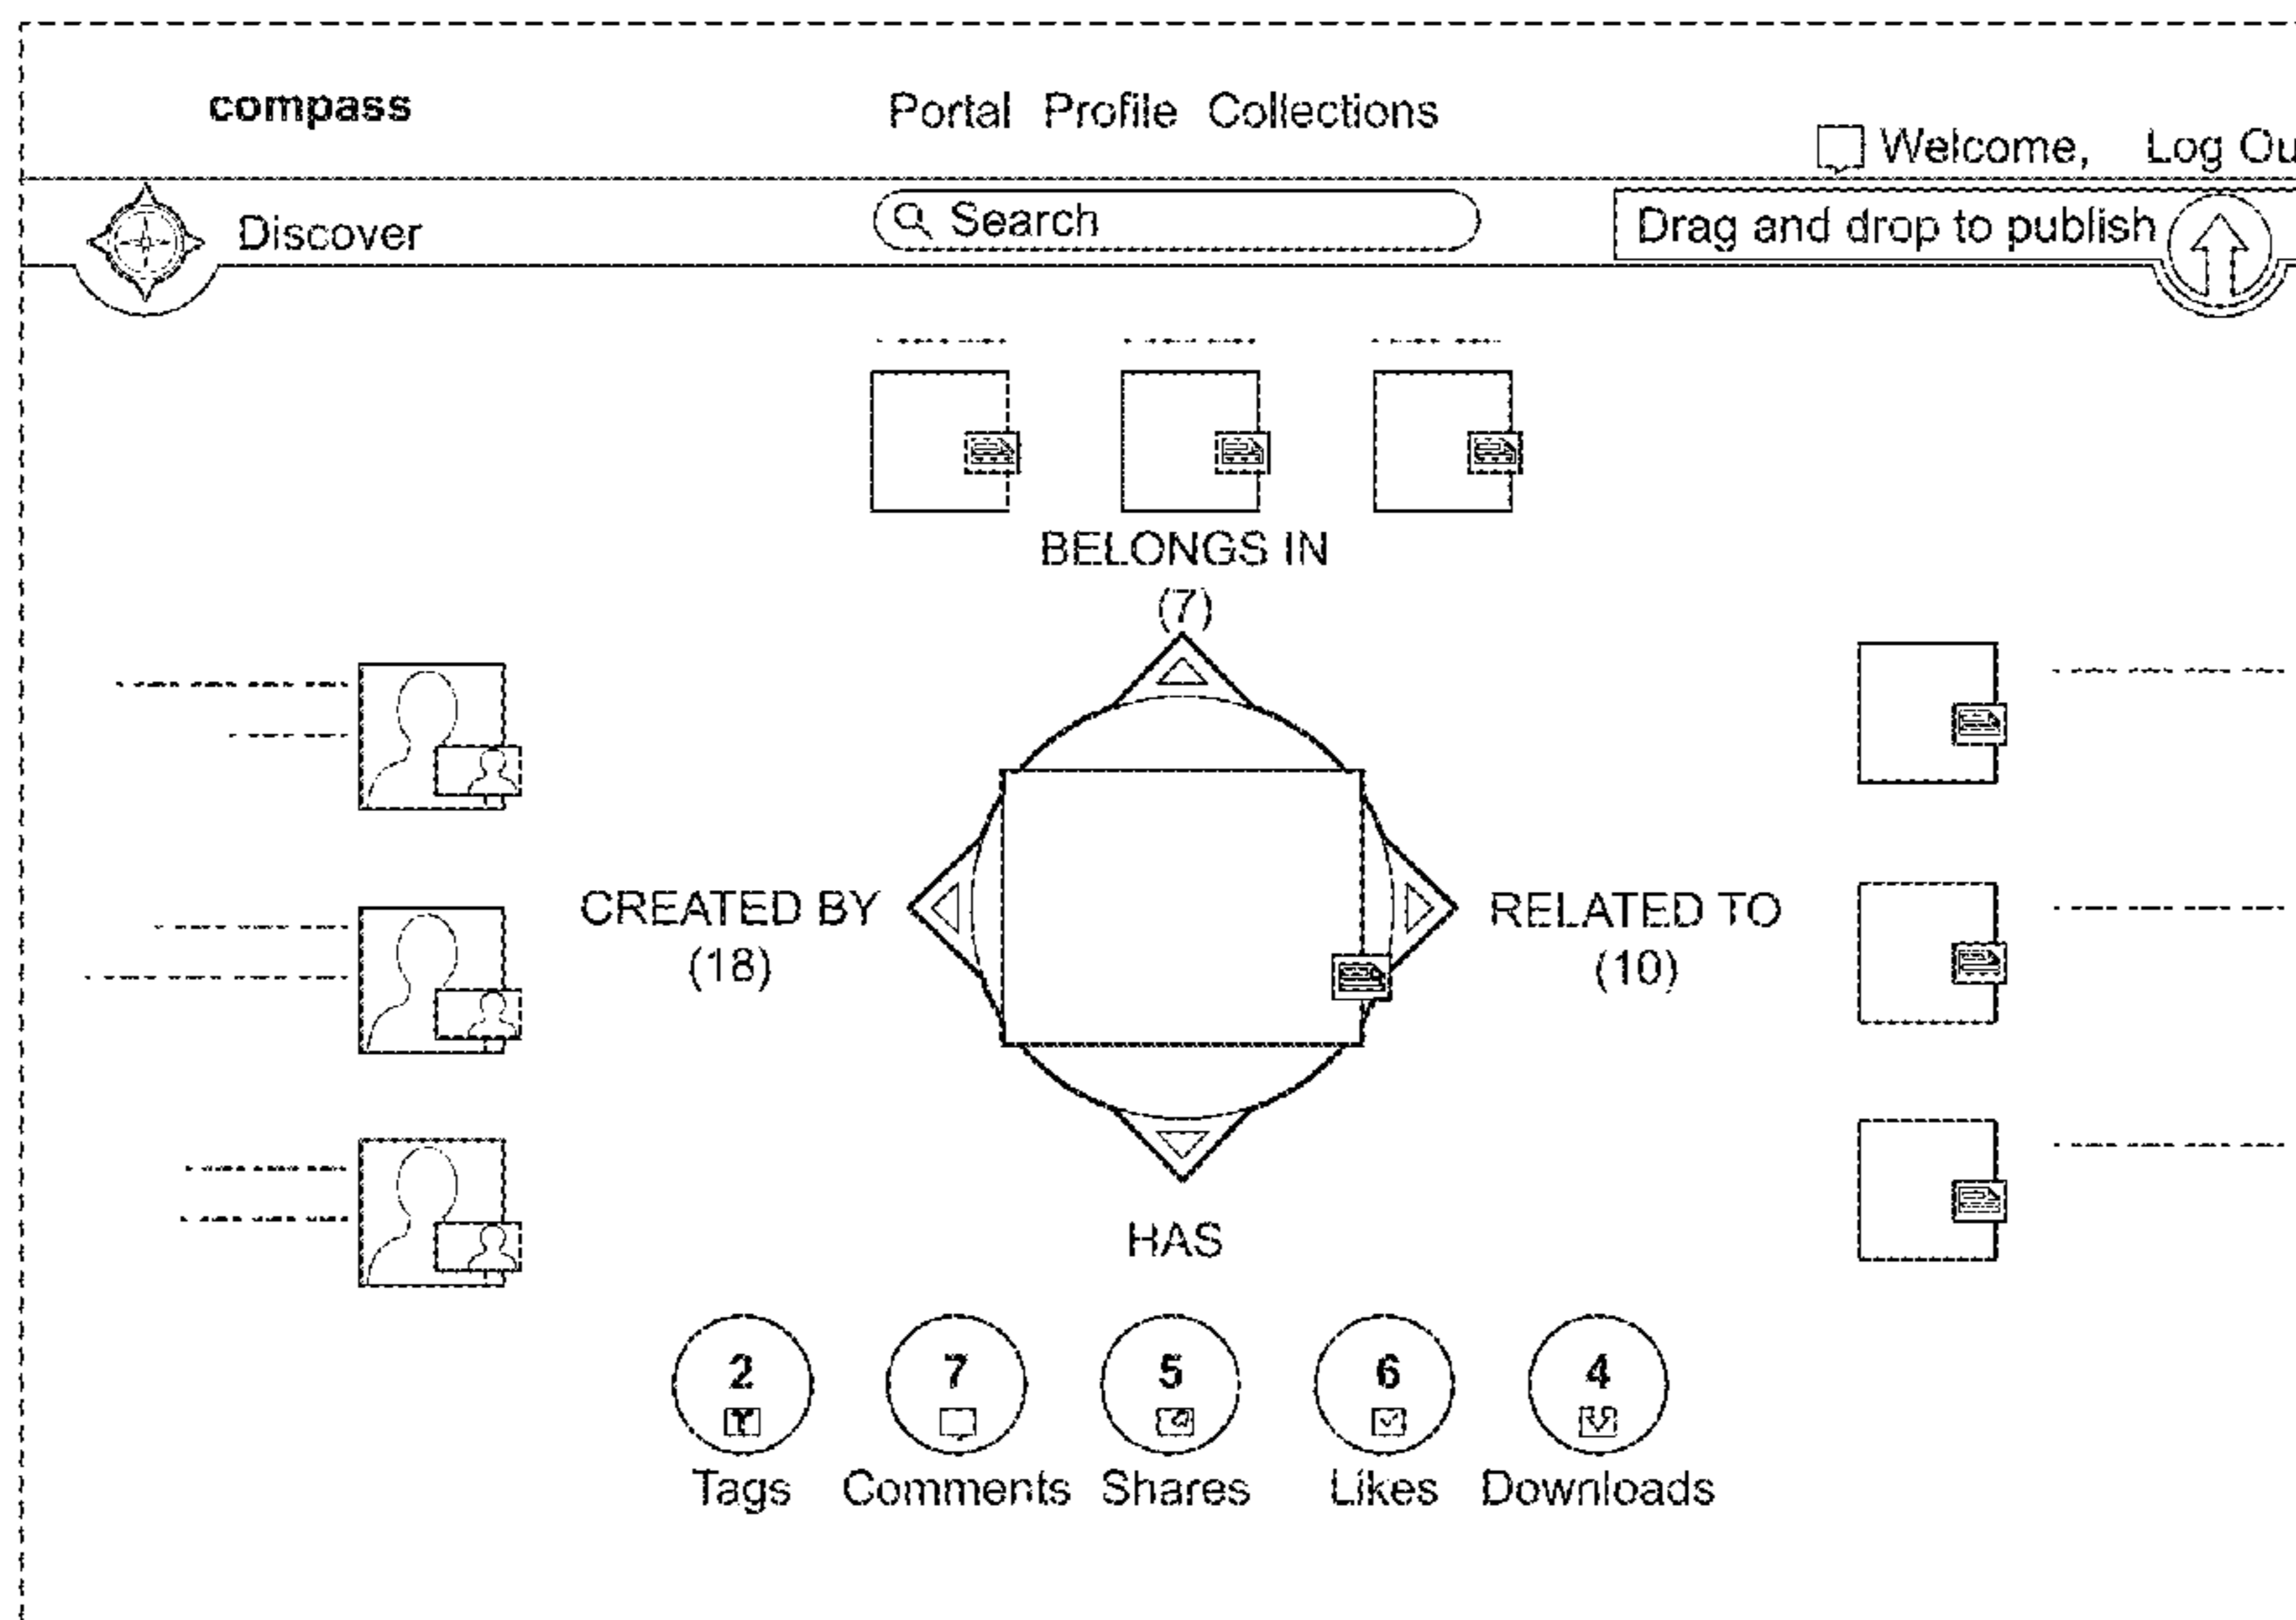 compass
Portal Profile Collections
Welcome, Log Ou
Discover
Search
Drag and drop to publish
BELONGS IN
(7)
CREATED BY
(18)
RELATED TO
(10)
HAS
2 7 5 6 4
Tags Comments Shares Likes Downloads